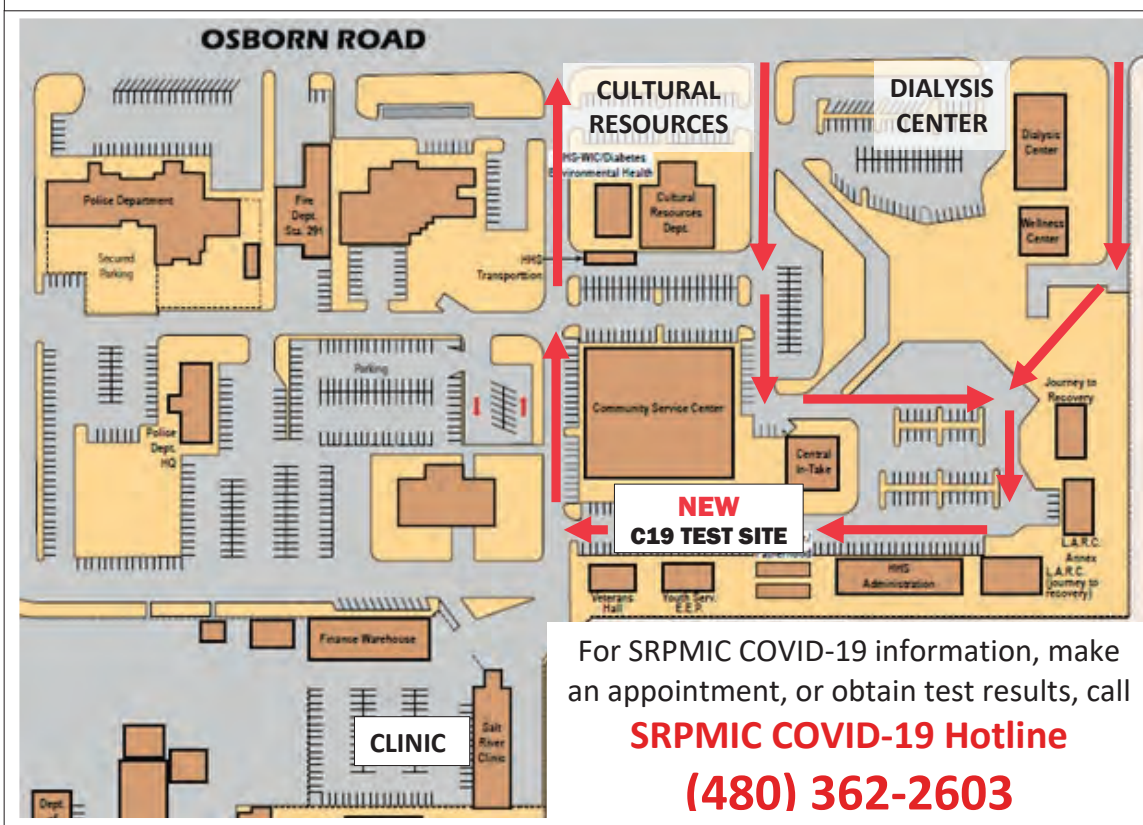 OSBORN ROAD
CULTURAL
RESOURCES
DIALYSIS
CENTER
Dialysis
Center
HS-WIC/Diabetes
Environmental Health
Police Department
Fire
Dept.
Sta. 291
Cultural
Resources
Dept.
Wellness
Center
Secured
Parking
HHS
Transportion
Parking
Community Service Center
Journey to
Recovery
Police
Dept.
HQ
Central
In-Take
NEW
C19 TEST SITE
L.A.R.C.
Annex
HHS
Administration
L.A.R.C.
(journey to
recovery)
Veterans
Hall
Youth Serv.
E.E.P.
Finance Warehouse
For SRPMIC COVID-19 information, make
an appointment, or obtain test results, call
SRPMIC COVID-19 Hotline
(480) 362-2603
CLINIC
Salt
River
Clinic
Dept.